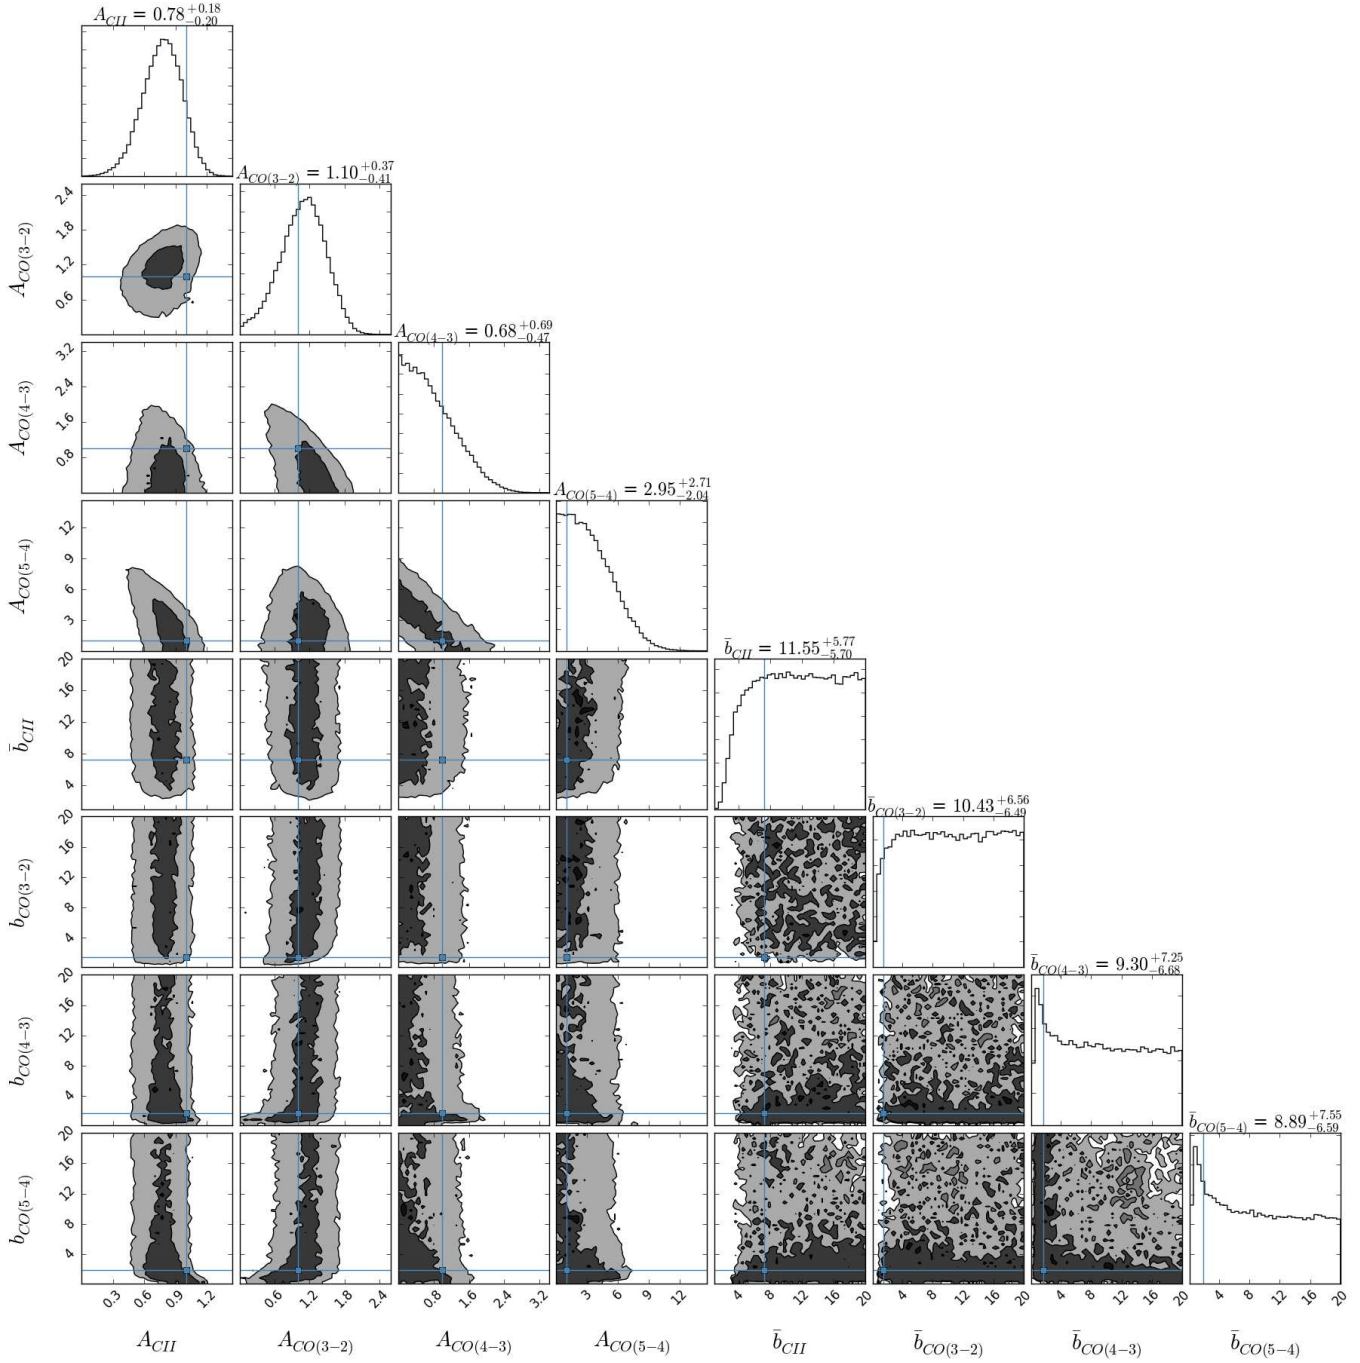 A_{CII} = 0.78^{+0.18}_{-0.20}
A_{CO(3-2)} = 1.10^{+0.37}_{-0.41}
2.4
1.8
1.2
0.6
A_{CO(3-2)}
A_{CO(4-3)} = 0.68^{+0.69}_{-0.47}
3.2
2.4
1.6
0.8
A_{CO(4-3)}
A_{CO(5-4)} = 2.95^{+2.71}_{-2.04}
12
9
6
3
A_{CO(5-4)}
b̄_{CII} = 11.55^{+5.77}_{-5.70}
20
16
12
8
4
b̄_{CII}
b̄_{CO(3-2)} = 10.43^{+6.56}_{-6.49}
20
16
12
8
4
b_{CO(3-2)}
b̄_{CO(4-3)} = 9.30^{+7.25}_{-6.68}
20
16
12
8
4
b_{CO(4-3)}
b̄_{CO(5-4)} = 8.89^{+7.55}_{-6.59}
20
16
12
8
4
b_{CO(5-4)}
0.3 0.6 0.9 1.2 0.6 1.2 1.8 2.4 0.8 1.6 2.4 3.2 3 6 9 12 4 8 12 16 20 4 8 12 16 20 4 8 12 16 20 4 8 12 16 20
A_{CII} A_{CO(3-2)} A_{CO(4-3)} A_{CO(5-4)} b̄_{CII} b̄_{CO(3-2)} b̄_{CO(4-3)} b̄_{CO(5-4)}